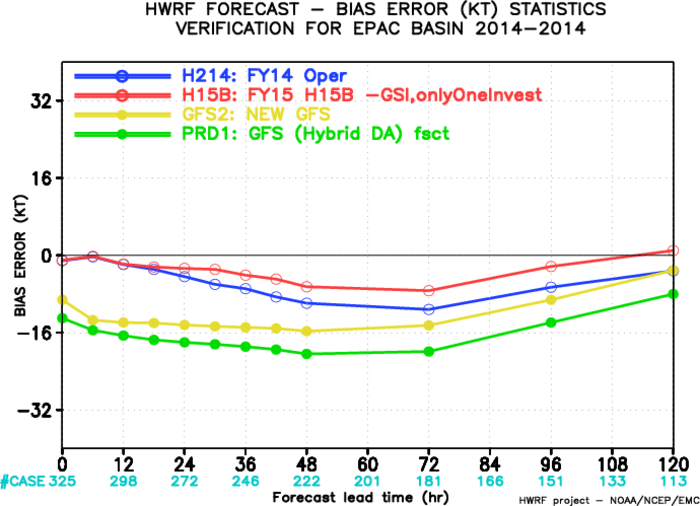 HWRF FORECAST − BIAS ERROR (KT) STATISTICS
VERIFICATION FOR EPAC BASIN 2014−2014
H214: FY14 Oper
H15B: FY15 H15B −GSI,onlyOneInvest
GFS2: NEW GFS
PRD1: GFS (Hybrid DA) fsct
BIAS ERROR (KT)
32
16
0
−16
−32
0 12 24 36 48 60 72 84 96 108 120
#CASE 325 298 272 246 222 201 181 166 151 133 113
Forecast lead time (hr)
HWRF project − NOAA/NCEP/EMC